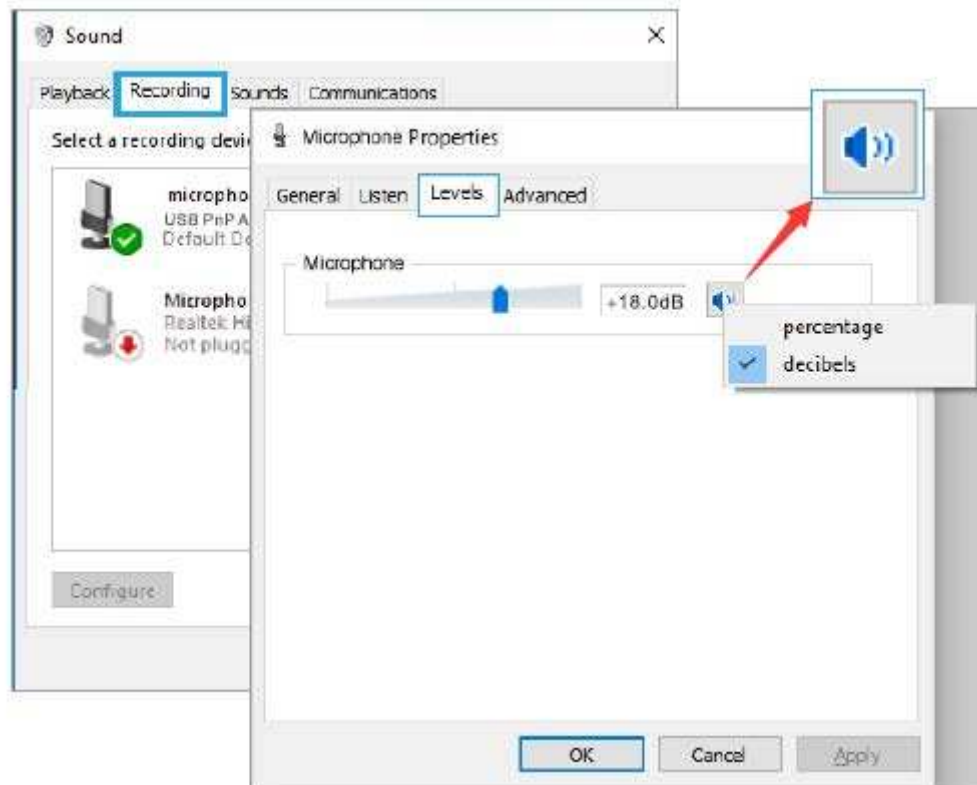 Sound
Playback Recording Sounds Communications
Select a recording devi
micropho
USB PnP A
Default De
Micropho
Realtek Hi
Not plugg
Configure
Microphone Properties
General Listen Levels Advanced
Microphone
+18.0dB
percentage
decibels
OK Cancel Apply